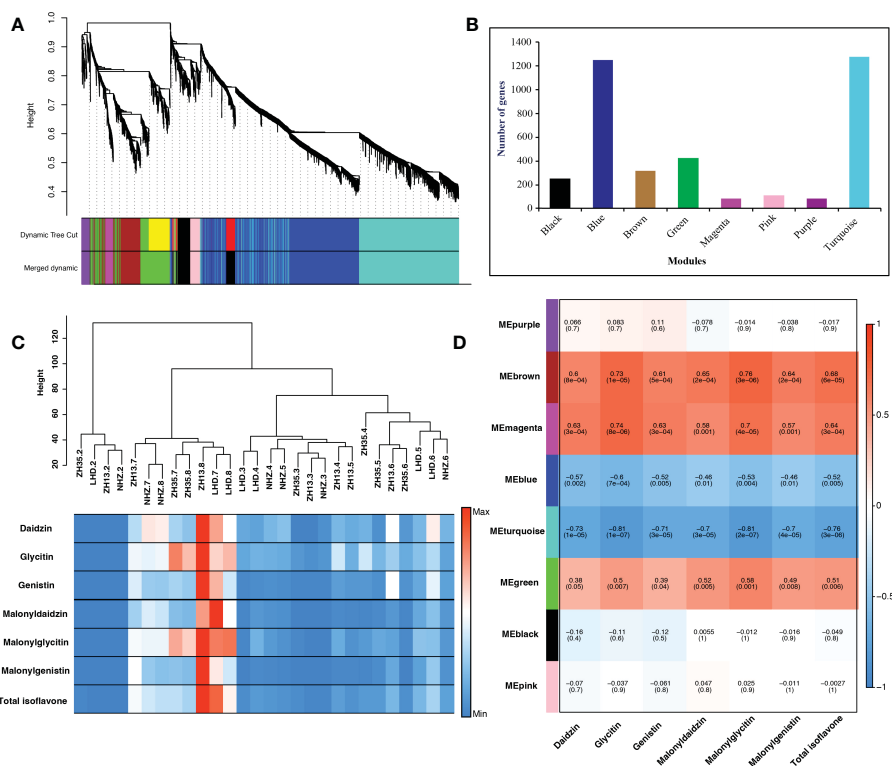 A
Height
1.0
0.9
0.8
0.7
0.6
0.5
0.4
Dynamic Tree Cut
Merged dynamic
B
Number of genes
1400
1200
1000
800
600
400
200
0
Black
Blue
Brown
Green
Magenta
Pink
Purple
Turquoise
Modules
C
Height
120
100
80
60
40
20
ZH35.2
LHD.2
ZH13.2
NHZ.2
ZH13.7
NHZ.7
NHZ.8
ZH35.7
ZH35.8
ZH13.8
LHD.7
LHD.8
LHD.3
LHD.4
NHZ.4
NHZ.5
ZH35.3
ZH13.3
NHZ.3
ZH13.4
ZH13.5
ZH35.4
ZH35.5
ZH13.6
ZH35.6
LHD.5
LHD.6
NHZ.6
Daidzin
Glycitin
Genistin
Malonyldaidzin
Malonylglycitin
Malonylgenistin
Total isoflavone
Max
Min
D
MEpurple
0.066 0.083 0.11 −0.078 −0.014 −0.038 −0.017
(0.7) (0.7) (0.6) (0.7) (0.9) (0.8) (0.9)
MEbrown
0.6 0.73 0.61 0.65 0.76 0.64 0.68
(8e−04) (1e−05) (5e−04) (2e−04) (3e−06) (2e−04) (6e−05)
MEmagenta
0.63 0.74 0.63 0.58 0.7 0.57 0.64
(3e−04) (8e−06) (3e−04) (0.001) (4e−05) (0.001) (3e−04)
MEblue
−0.57 −0.6 −0.52 −0.46 −0.53 −0.46 −0.52
(0.002) (7e−04) (0.005) (0.01) (0.004) (0.01) (0.005)
MEturquoise
−0.73 −0.81 −0.71 −0.7 −0.81 −0.7 −0.76
(1e−05) (1e−07) (3e−05) (3e−05) (2e−07) (4e−05) (3e−06)
MEgreen
0.38 0.5 0.39 0.52 0.58 0.49 0.51
(0.05) (0.007) (0.04) (0.005) (0.001) (0.008) (0.006)
MEblack
−0.16 −0.11 −0.12 0.0055 −0.012 −0.016 −0.049
(0.4) (0.6) (0.5) (1) (1) (0.9) (0.8)
MEpink
−0.07 −0.037 −0.061 0.047 0.025 −0.011 −0.0027
(0.7) (0.9) (0.8) (0.8) (0.9) (1) (1)
Daidzin
Glycitin
Genistin
Malonyldaidzin
Malonylglycitin
Malonylgenistin
Total isoflavone
1
0.5
0
−0.5
−1